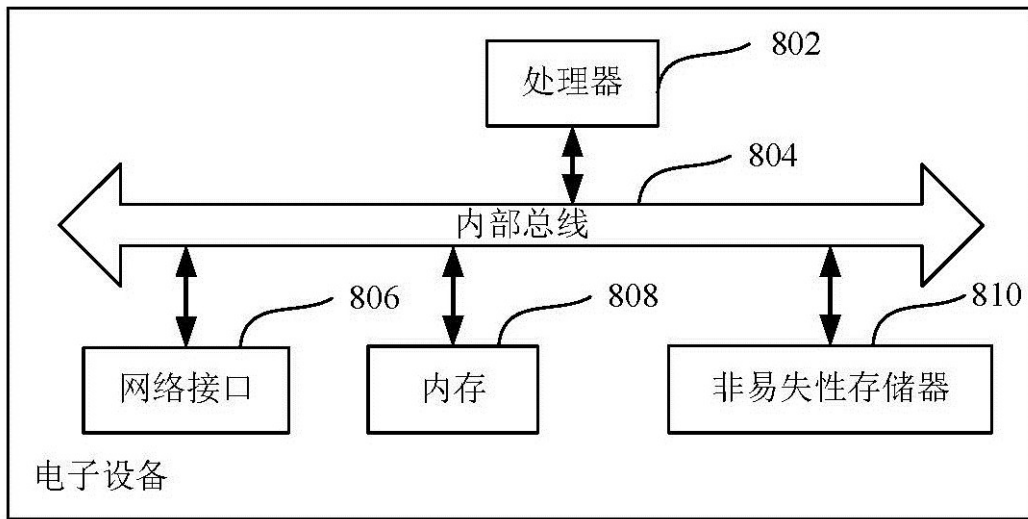 802
处理器
804
内部总线
806
808
810
网络接口
内存
非易失性存储器
电子设备